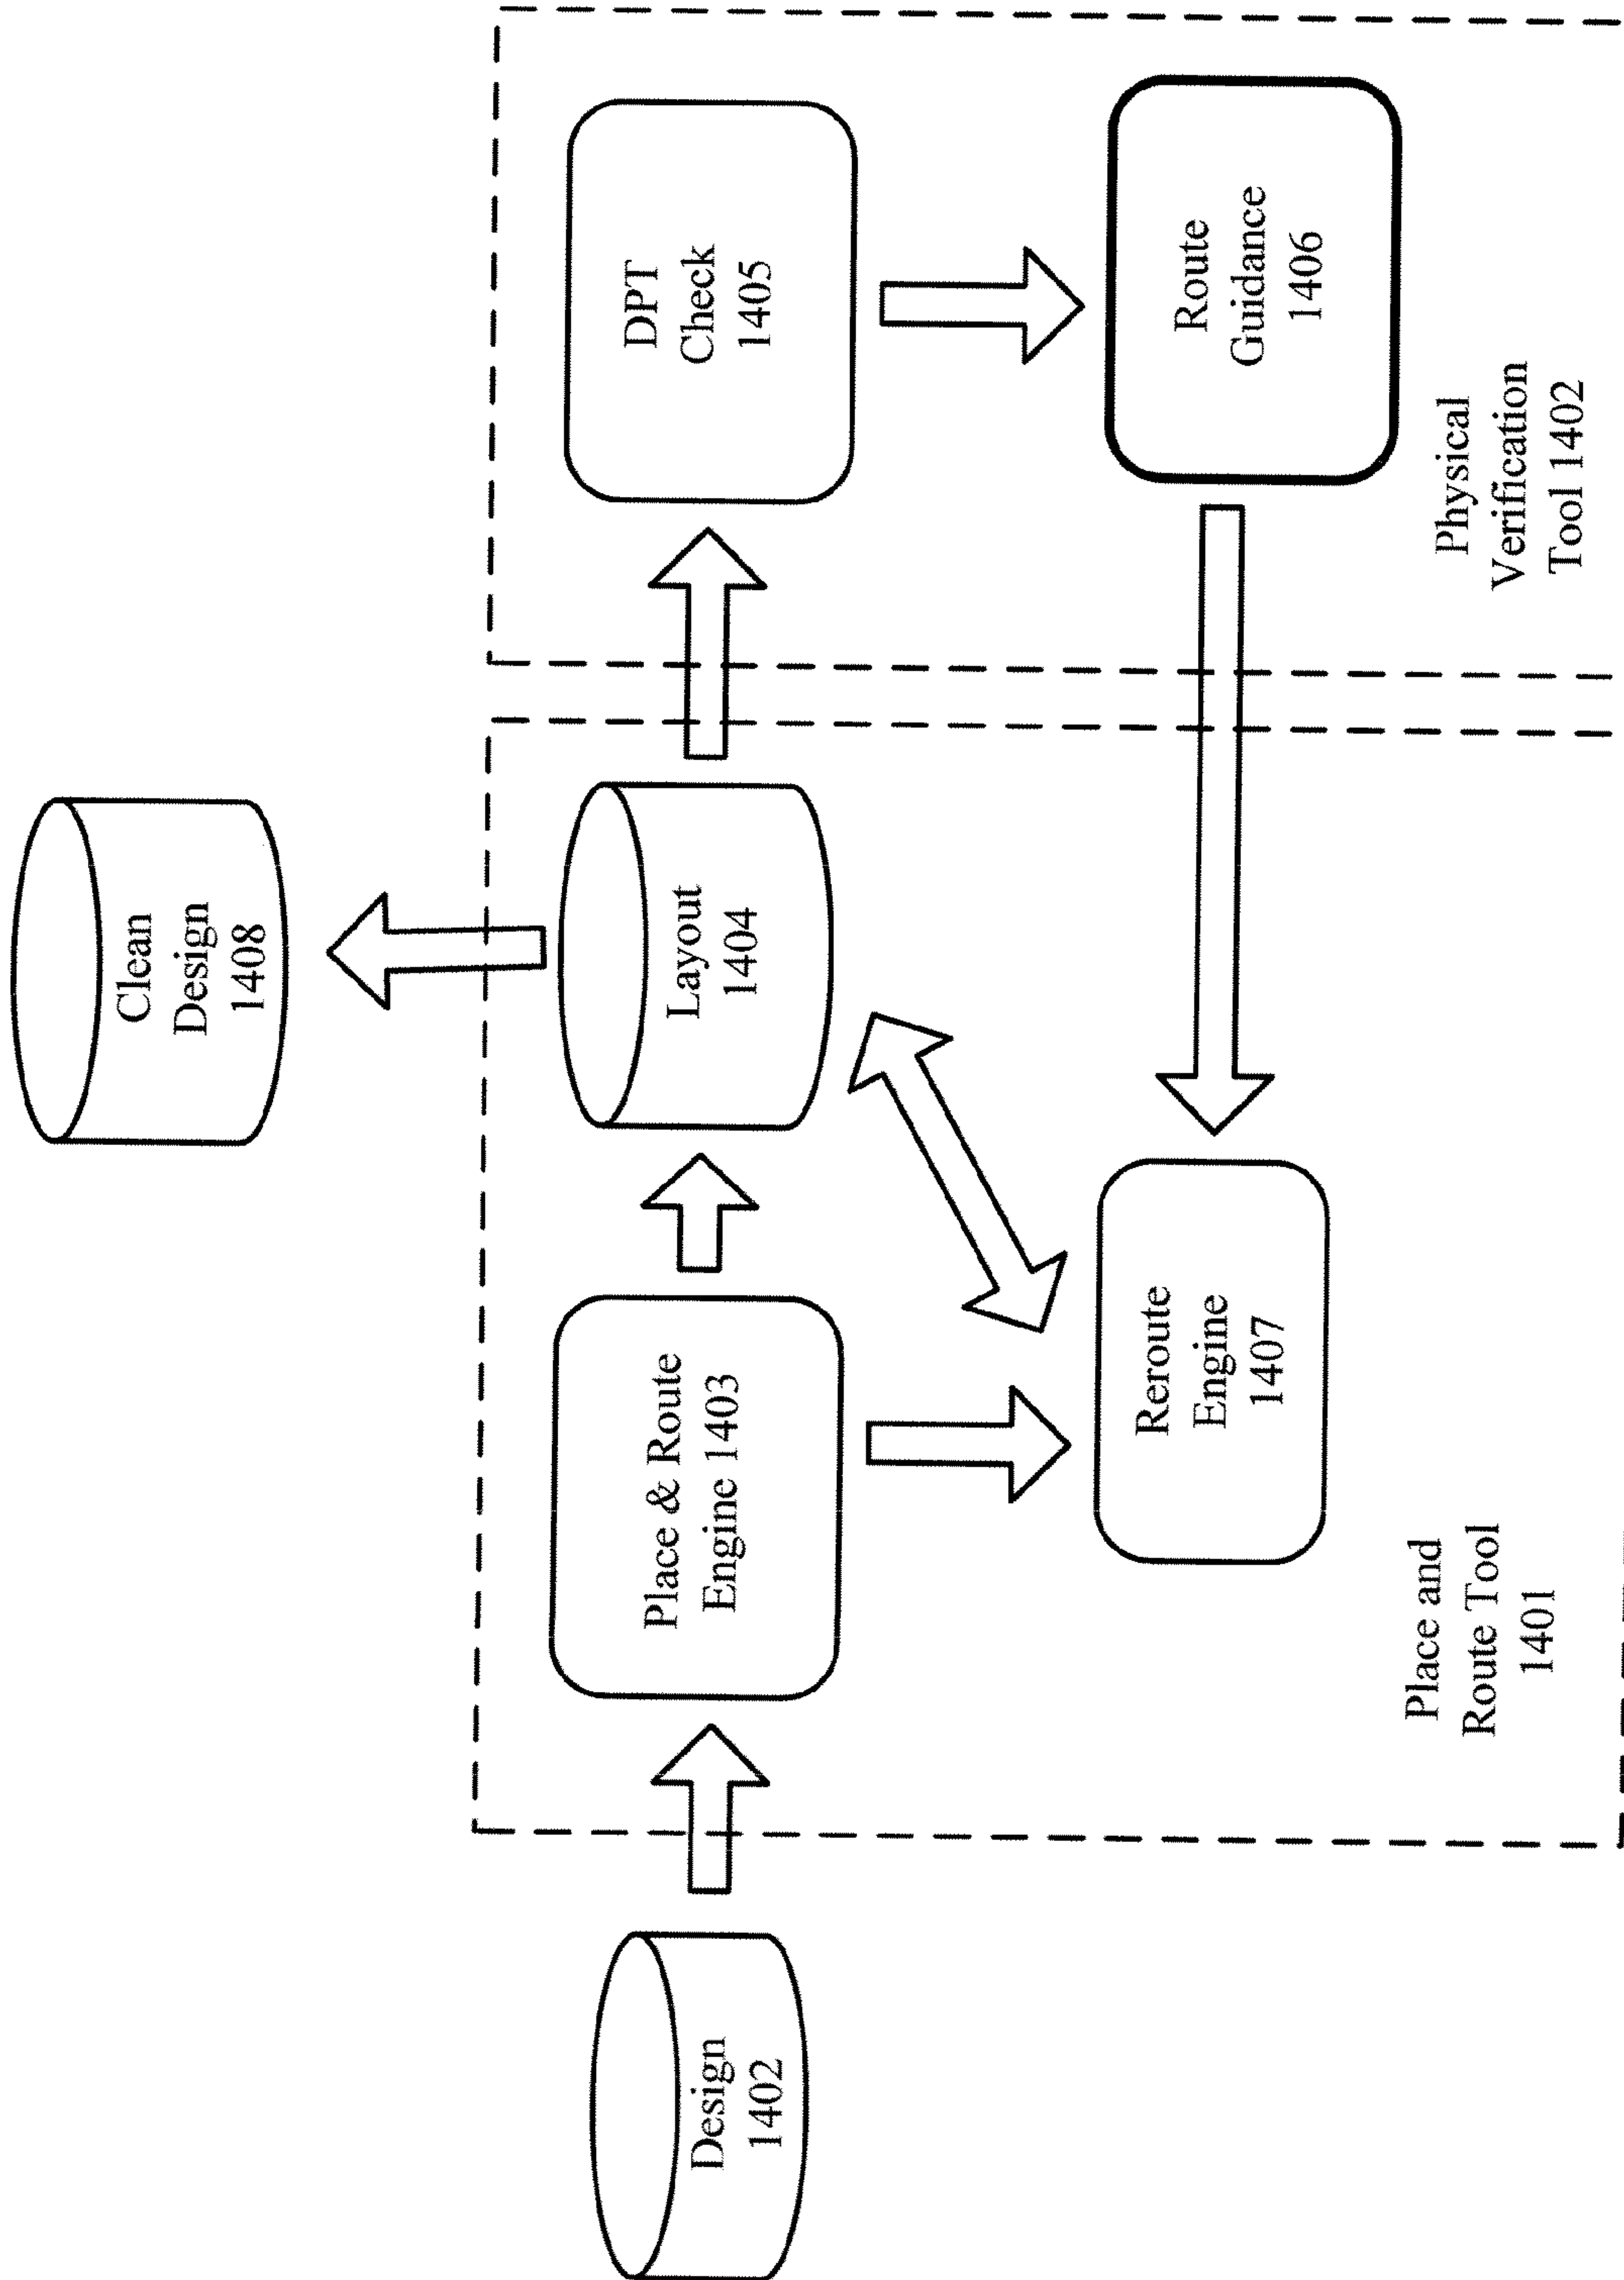 Clean
Design
1408
Design
1402
Place & Route
Engine 1403
Layout
1404
DPT
Check
1405
Reroute
Engine
1407
Route
Guidance
1406
Place and
Route Tool
1401
Physical
Verification
Tool 1402